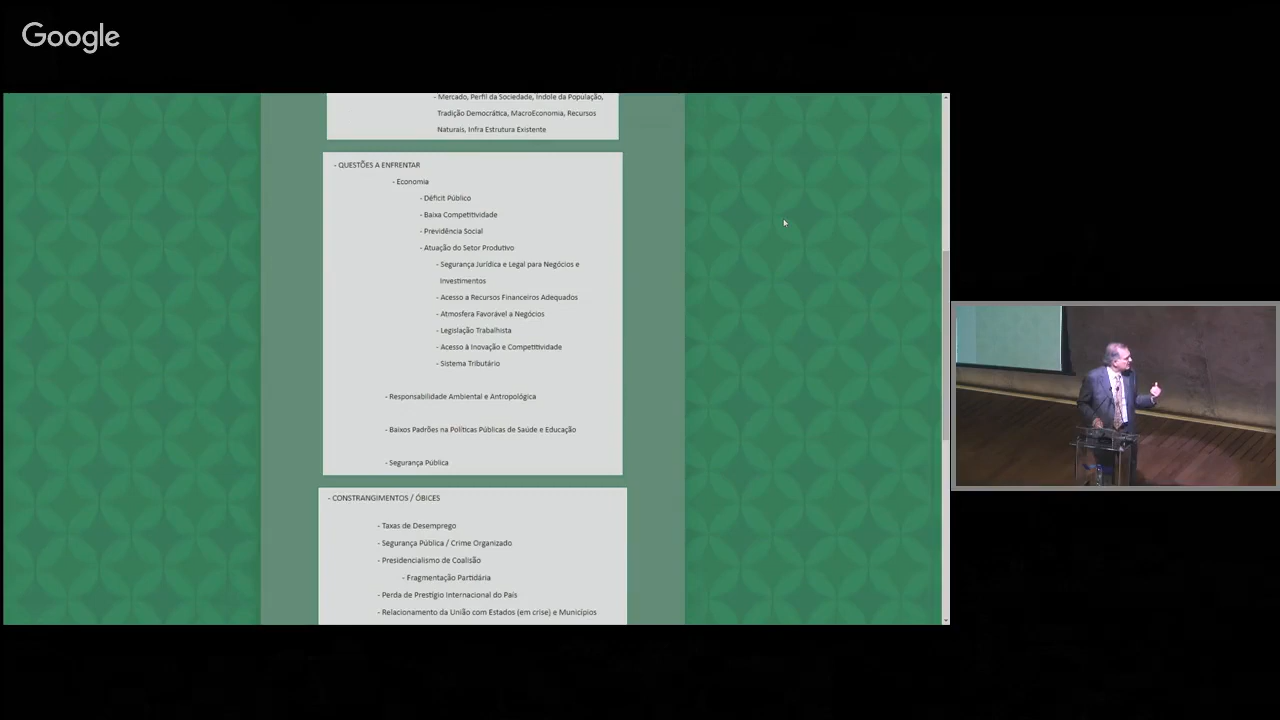 Google
- Mercado, Perfil da Sociedade, Índole da População,
Tradição Democrática, MacroEconomia, Recursos
Naturais, Infra Estrutura Existente
- QUESTÕES A ENFRENTAR
- Economia
- Déficit Público
- Baixa Competitividade
- Previdência Social
- Atuação do Setor Produtivo
- Segurança Jurídica e Legal para Negócios e
Investimentos
- Acesso a Recursos Financeiros Adequados
- Atmosfera Favorável a Negócios
- Legislação Trabalhista
- Acesso à Inovação e Competitividade
- Sistema Tributário
- Responsabilidade Ambiental e Antropológica
- Baixos Padrões na Políticas Públicas de Saúde e Educação
- Segurança Pública
- CONSTRANGIMENTOS / ÓBICES
- Taxas de Desemprego
- Segurança Pública / Crime Organizado
- Presidencialismo de Coalisão
- Fragmentação Partidária
- Perda de Prestígio Internacional do País
- Relacionamento da União com Estados (em crise) e Municípios